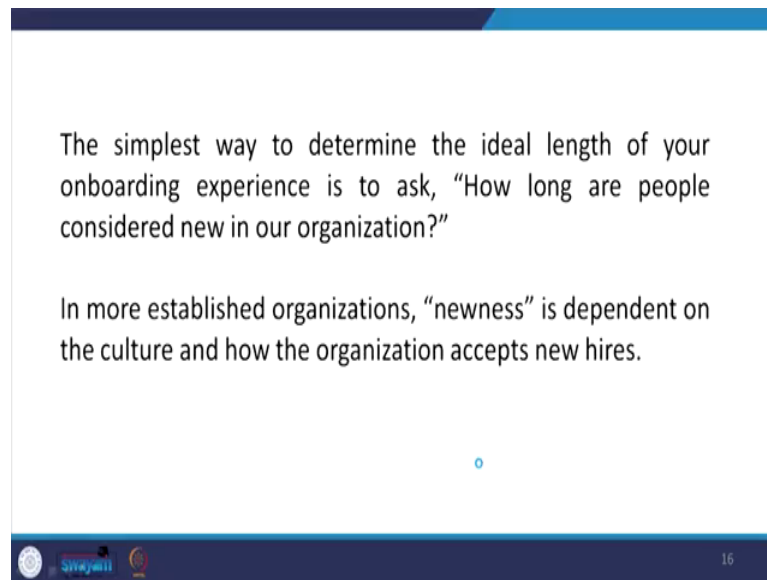 The simplest way to determine the ideal length of your
onboarding experience is to ask, “How long are people
considered new in our organization?”
In more established organizations, “newness” is dependent on
the culture and how the organization accepts new hires.
swayam
16